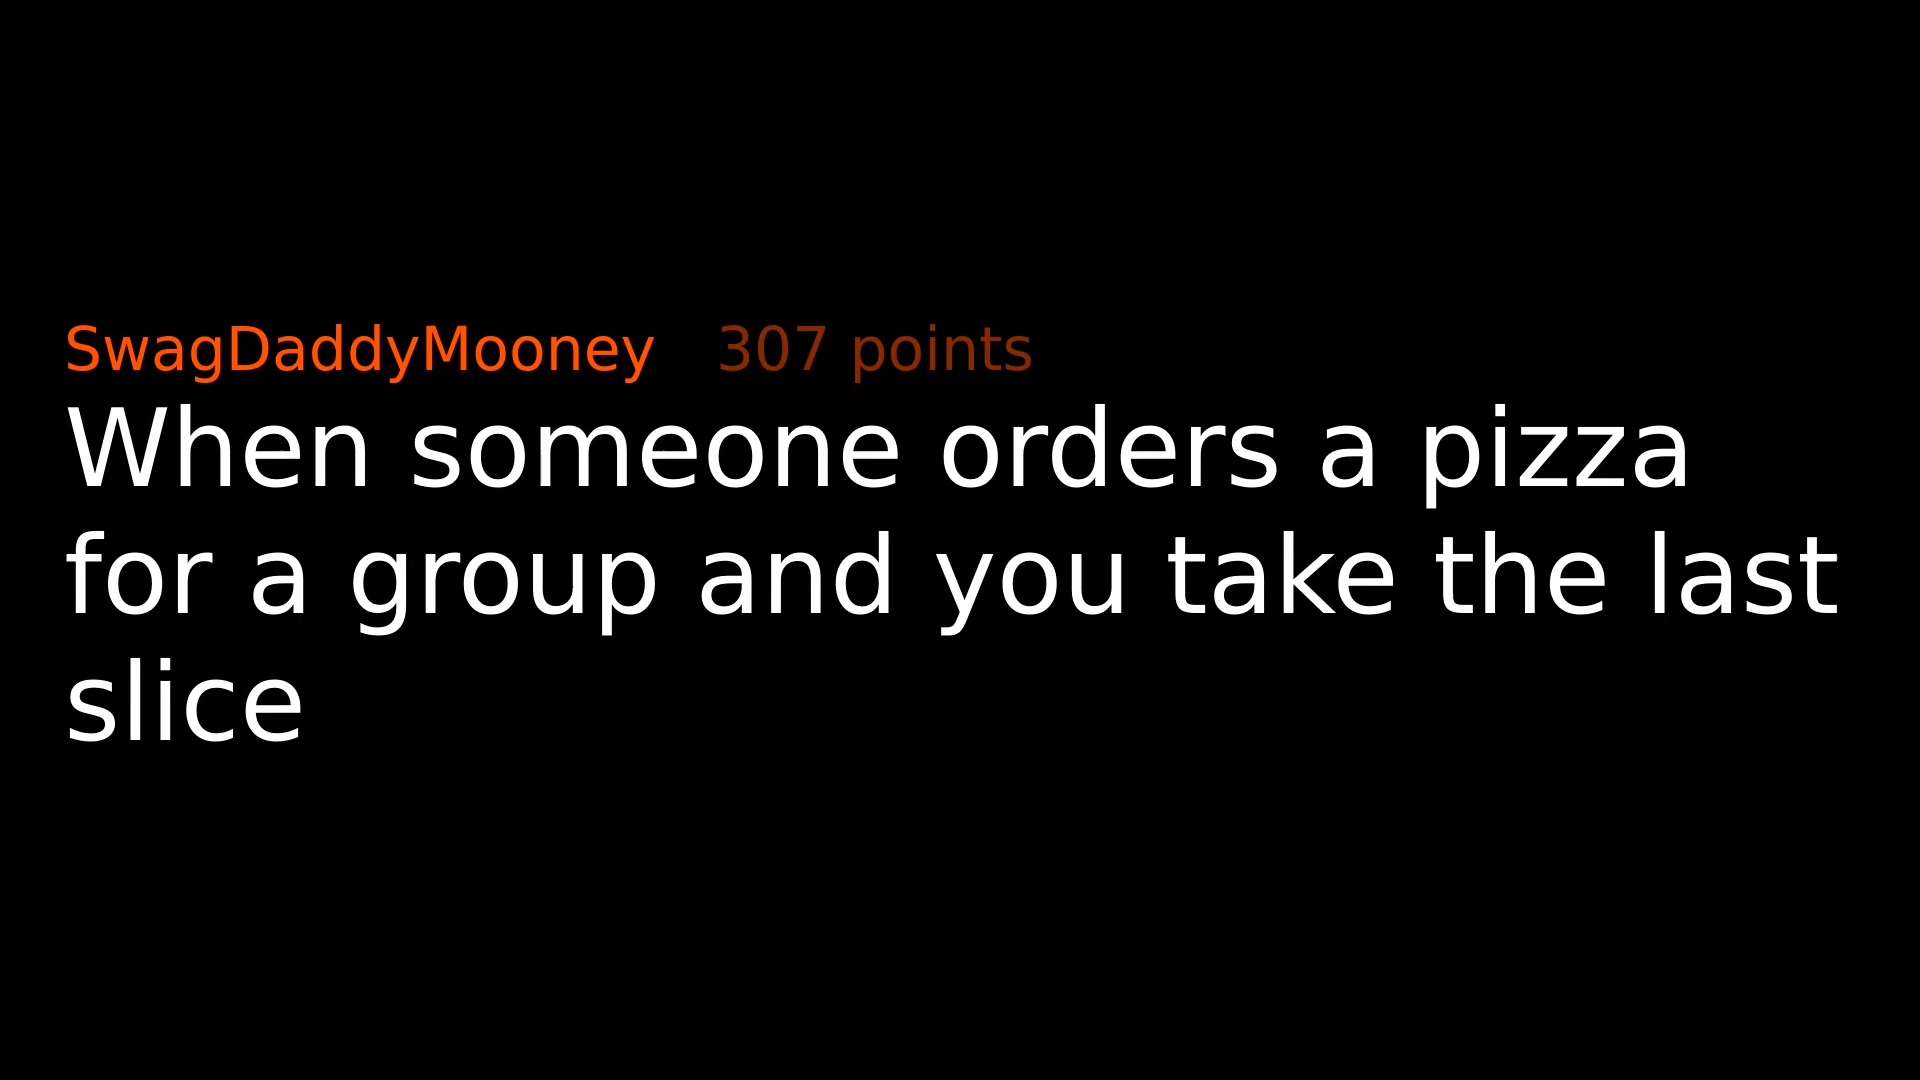 SwagDaddyMooney 307 points
When someone orders a pizza
for a group and you take the last
slice